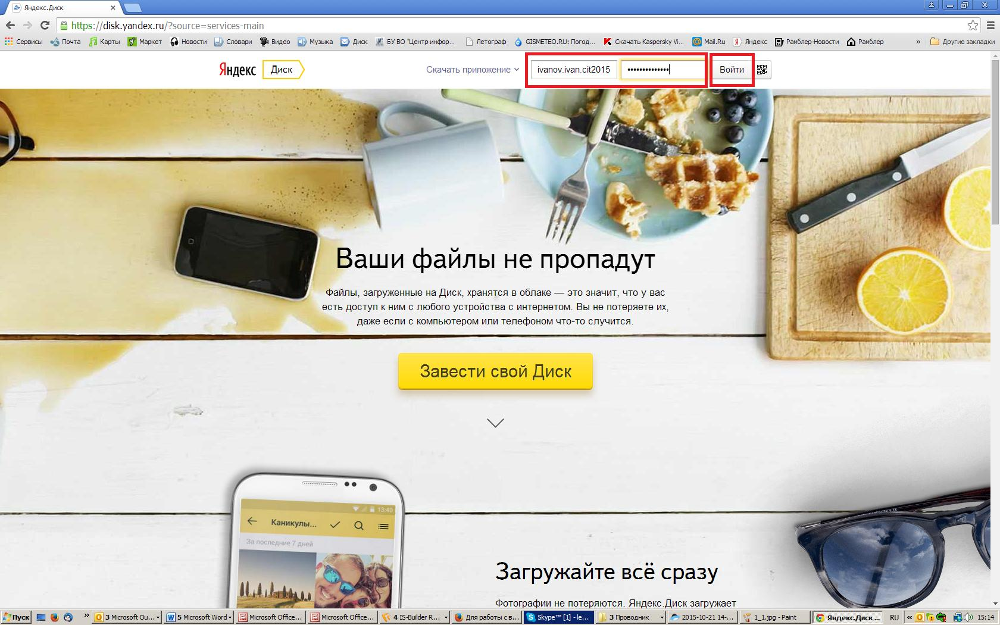 Яндекс.Диск
https://disk.yandex.ru/?source=services-main
Сервисы Почта Карты Маркет Новости Словари Видео Музыка Диск БУ ВО "Центр инфор... Летограф GISMETEO.RU: Погод... Скачать Kaspersky Vi... Mail.Ru Яндекс Рамблер-Новости Рамблер » Другие закладки
Яндекс Диск Скачать приложение ivanov.ivan.cit2015 •••••••••••••• Войти
Ваши файлы не пропадут
Файлы, загруженные на Диск, хранятся в облаке — это значит, что у вас
есть доступ к ним с любого устройства с интернетом. Вы не потеряете их,
даже если с компьютером или телефоном что-то случится.
Завести свой Диск
13:40
Каникулы...
За последние 7 дней
Загружайте всё сразу
Фотографии не потеряются. Яндекс.Диск загружает
Пуск » 3 Microsoft Ou... 5 Microsoft Word Microsoft Office... Microsoft Office... 4 IS-Builder R... Для работы с в... Skype™ [1] - le... 3 Проводник 2015-10-21 14-... 1_1.jpg - Paint Яндекс.Диск ... RU « 15:14